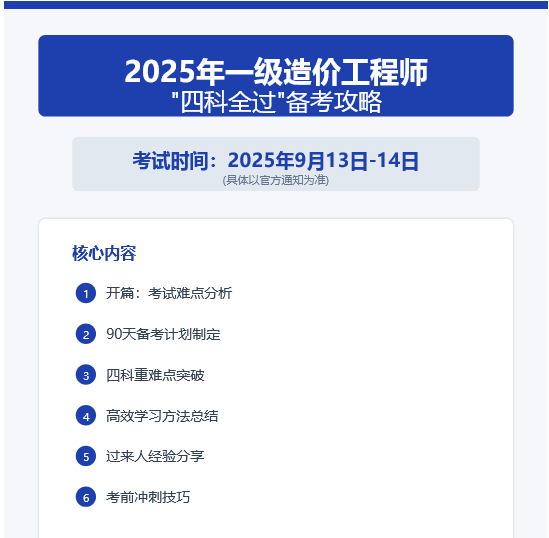 2025年一级造价工程师
"四科全过"备考攻略
考试时间：2025年9月13日-14日
(具体以官方通知为准)
核心内容
1 开篇：考试难点分析
2 90天备考计划制定
3 四科重难点突破
4 高效学习方法总结
5 过来人经验分享
6 考前冲刺技巧